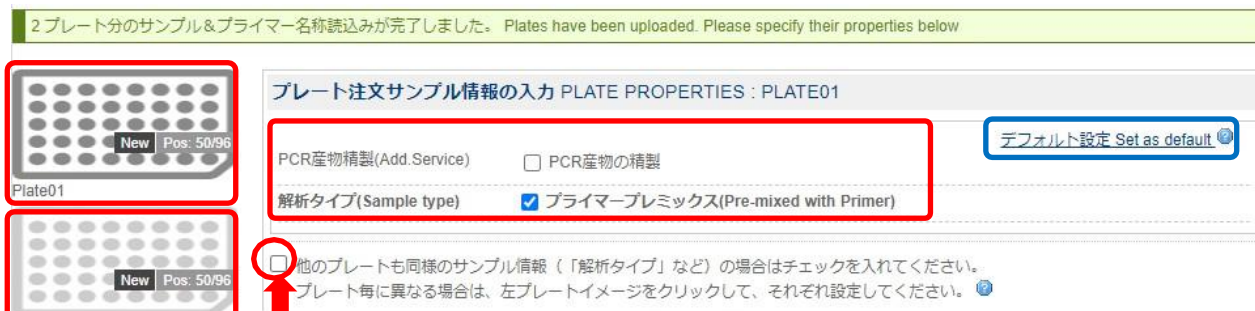 2プレート分のサンプル＆プライマー名称読込みが完了しました。 Plates have been uploaded. Please specify their properties below
New Pos: 50/96
Plate01
New Pos: 50/96
プレート注文サンプル情報の入力 PLATE PROPERTIES : PLATE01
デフォルト設定 Set as default
PCR産物精製(Add.Service) PCR産物の精製
解析タイプ(Sample type) プライマープレミックス(Pre-mixed with Primer)
他のプレートも同様のサンプル情報（「解析タイプ」など）の場合はチェックを入れてください。
プレート毎に異なる場合は、左プレートイメージをクリックして、それぞれ設定してください。